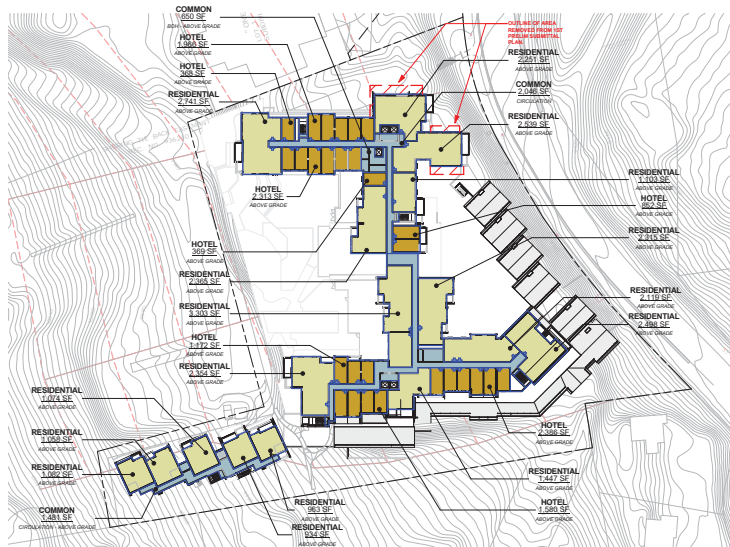 COMMON
650 SF
BOH - ABOVE GRADE
HOTEL
1,966 SF
ABOVE GRADE
HOTEL
368 SF
ABOVE GRADE
RESIDENTIAL
2,741 SF
ABOVE GRADE
OUTLINE OF AREA
REMOVED FROM 1ST
PRELIM SUBMITTAL
PLAN.
RESIDENTIAL
2,251 SF
ABOVE GRADE
COMMON
2,046 SF
CIRCULATION
RESIDENTIAL
2,539 SF
ABOVE GRADE
HOTEL
2,313 SF
ABOVE GRADE
RESIDENTIAL
1,103 SF
ABOVE GRADE
HOTEL
852 SF
ABOVE GRADE
RESIDENTIAL
2,315 SF
ABOVE GRADE
HOTEL
369 SF
ABOVE GRADE
RESIDENTIAL
2,365 SF
ABOVE GRADE
RESIDENTIAL
3,303 SF
ABOVE GRADE
HOTEL
1,172 SF
ABOVE GRADE
RESIDENTIAL
2,354 SF
ABOVE GRADE
RESIDENTIAL
2,119 SF
ABOVE GRADE
RESIDENTIAL
2,498 SF
ABOVE GRADE
RESIDENTIAL
1,074 SF
ABOVE GRADE
RESIDENTIAL
1,058 SF
ABOVE GRADE
RESIDENTIAL
1,082 SF
ABOVE GRADE
COMMON
1,481 SF
CIRCULATION - ABOVE GRADE
RESIDENTIAL
963 SF
ABOVE GRADE
RESIDENTIAL
934 SF
ABOVE GRADE
HOTEL
2,386 SF
ABOVE GRADE
RESIDENTIAL
1,447 SF
ABOVE GRADE
HOTEL
1,580 SF
ABOVE GRADE